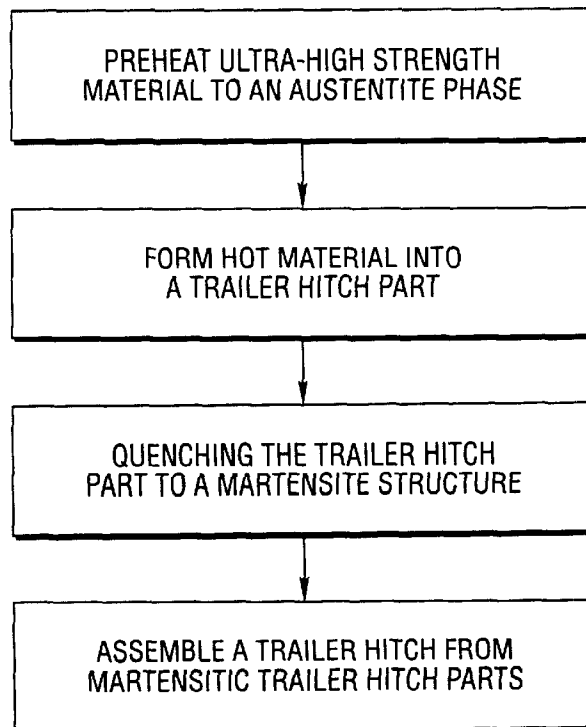 PREHEAT ULTRA-HIGH STRENGTH
MATERIAL TO AN AUSTENTITE PHASE
FORM HOT MATERIAL INTO
A TRAILER HITCH PART
QUENCHING THE TRAILER HITCH
PART TO A MARTENSITE STRUCTURE
ASSEMBLE A TRAILER HITCH FROM
MARTENSITIC TRAILER HITCH PARTS